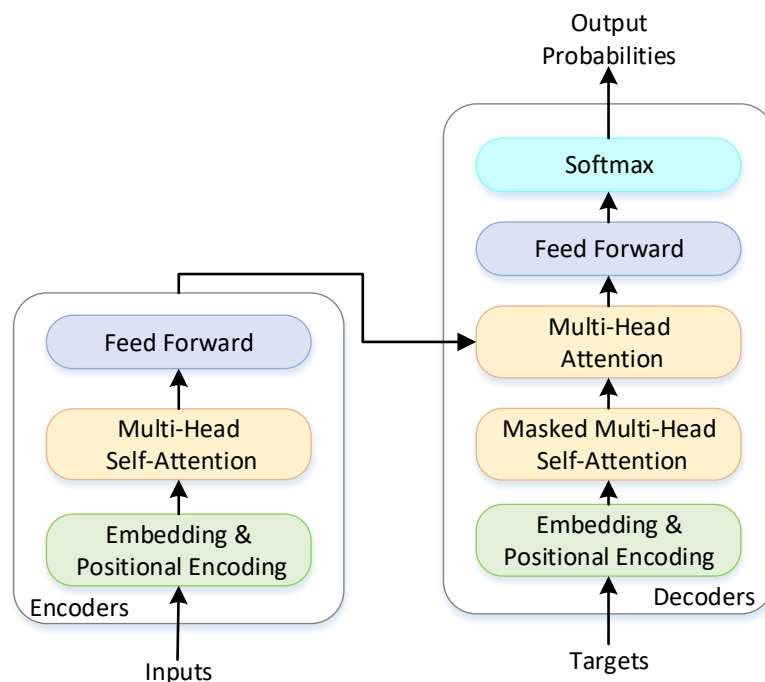 Output
Probabilities
Softmax
Feed Forward
Multi-Head
Attention
Masked Multi-Head
Self-Attention
Embedding &
Positional Encoding
Decoders
Targets
Feed Forward
Multi-Head
Self-Attention
Embedding &
Positional Encoding
Encoders
Inputs